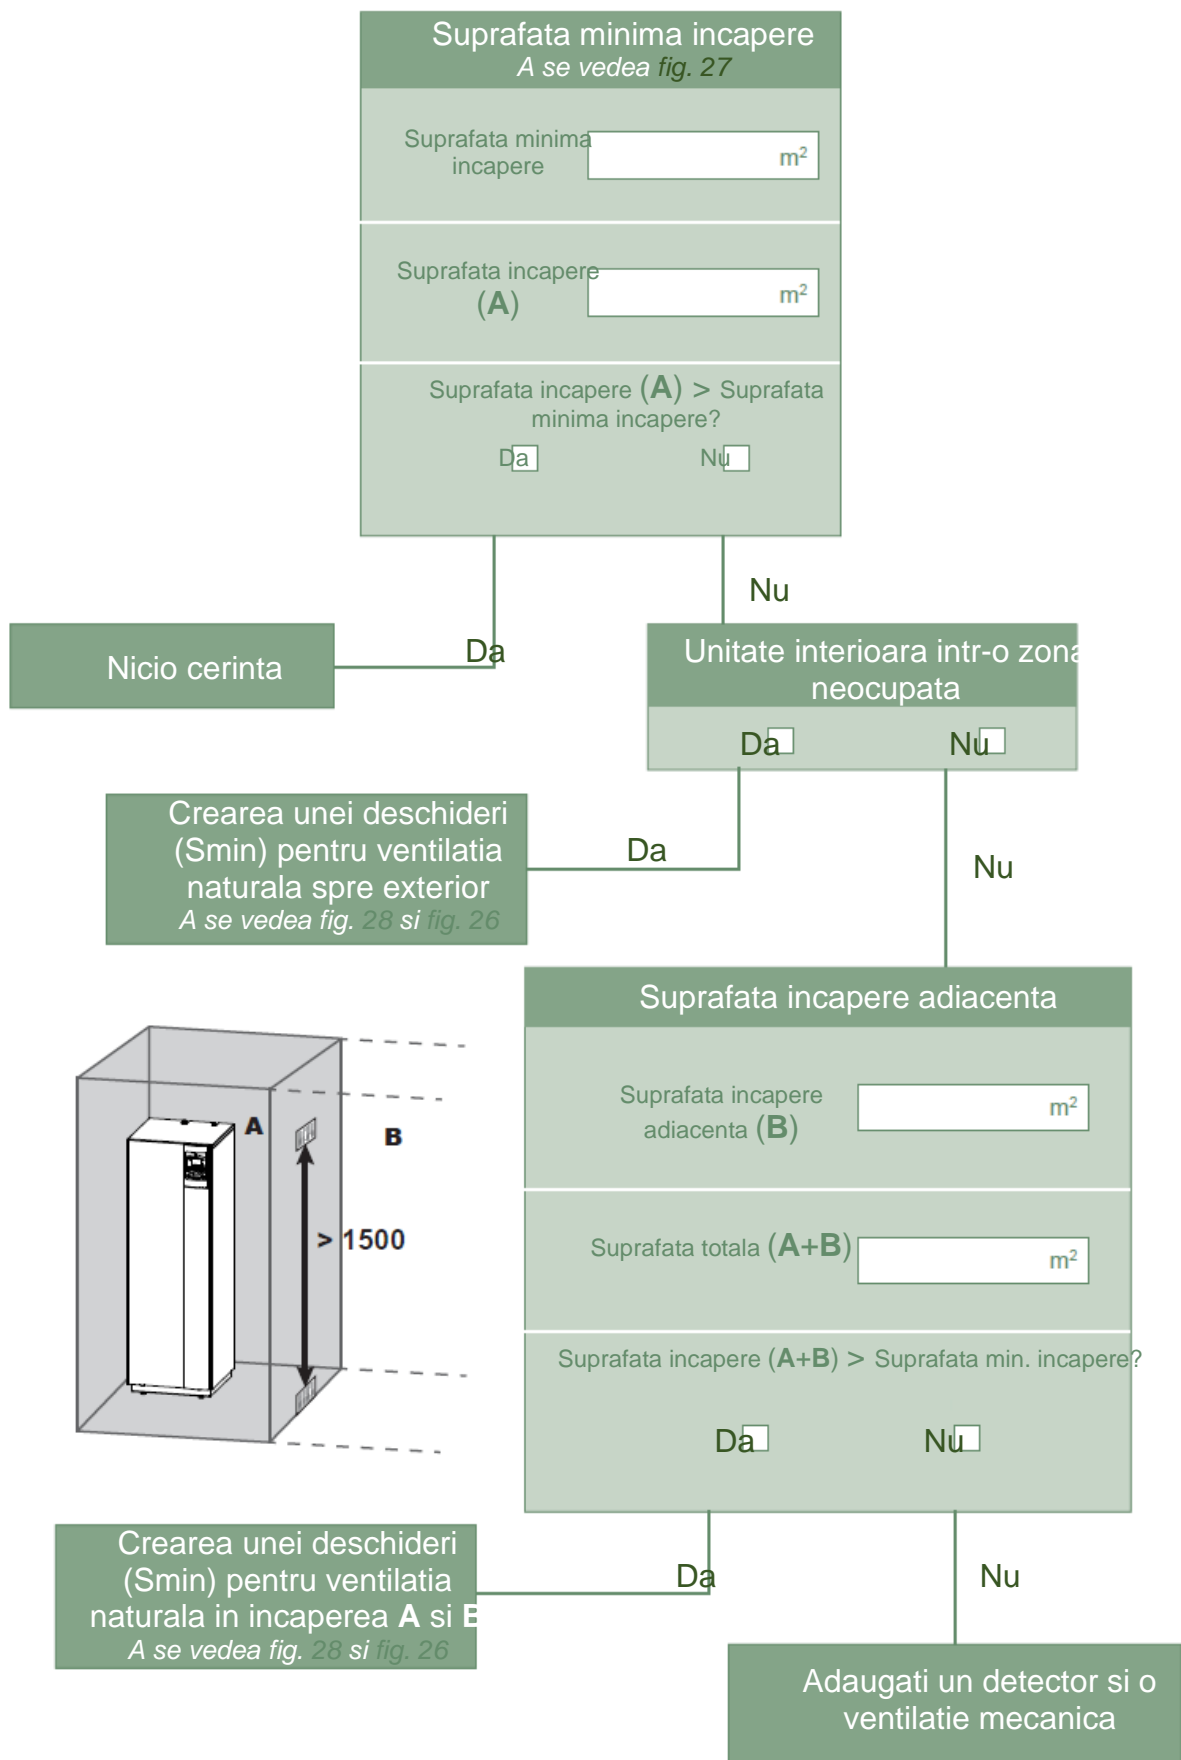 Suprafata minima incapere
A se vedea fig. 27
Suprafata minima
incapere
m²
Suprafata incapere
(A)
m²
Suprafata incapere (A) > Suprafata
minima incapere?
Da
Nu
Nu
Da
Nicio cerinta
Unitate interioara intr-o zona
neocupata
Da
Nu
Crearea unei deschideri
(Smin) pentru ventilatia
naturala spre exterior
A se vedea fig. 28 si fig. 26
Da
Nu
Suprafata incapere adiacenta
Suprafata incapere
adiacenta (B)
m²
Suprafata totala (A+B)
m²
Suprafata incapere (A+B) > Suprafata min. incapere?
Da
Nu
A
B
> 1500
Crearea unei deschideri
(Smin) pentru ventilatia
naturala in incaperea A si B
A se vedea fig. 28 si fig. 26
Da
Nu
Adaugati un detector si o
ventilatie mecanica